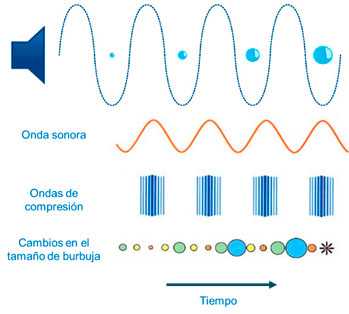 Onda sonora
Ondas de
compresión
Cambios en el
tamaño de burbuja
Tiempo